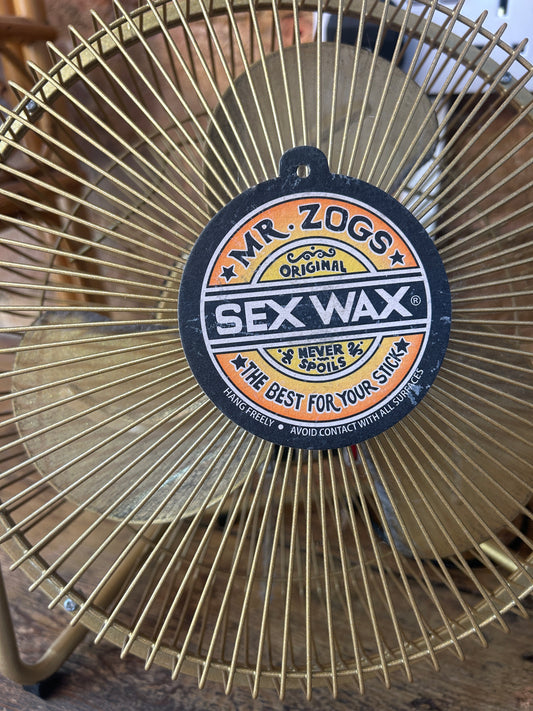 MR. ZOGS
ORIGINAL
SEX WAX®
NEVER
SPOILS
THE BEST FOR YOUR STICK
HANG FREELY • AVOID CONTACT WITH ALL SURFACES